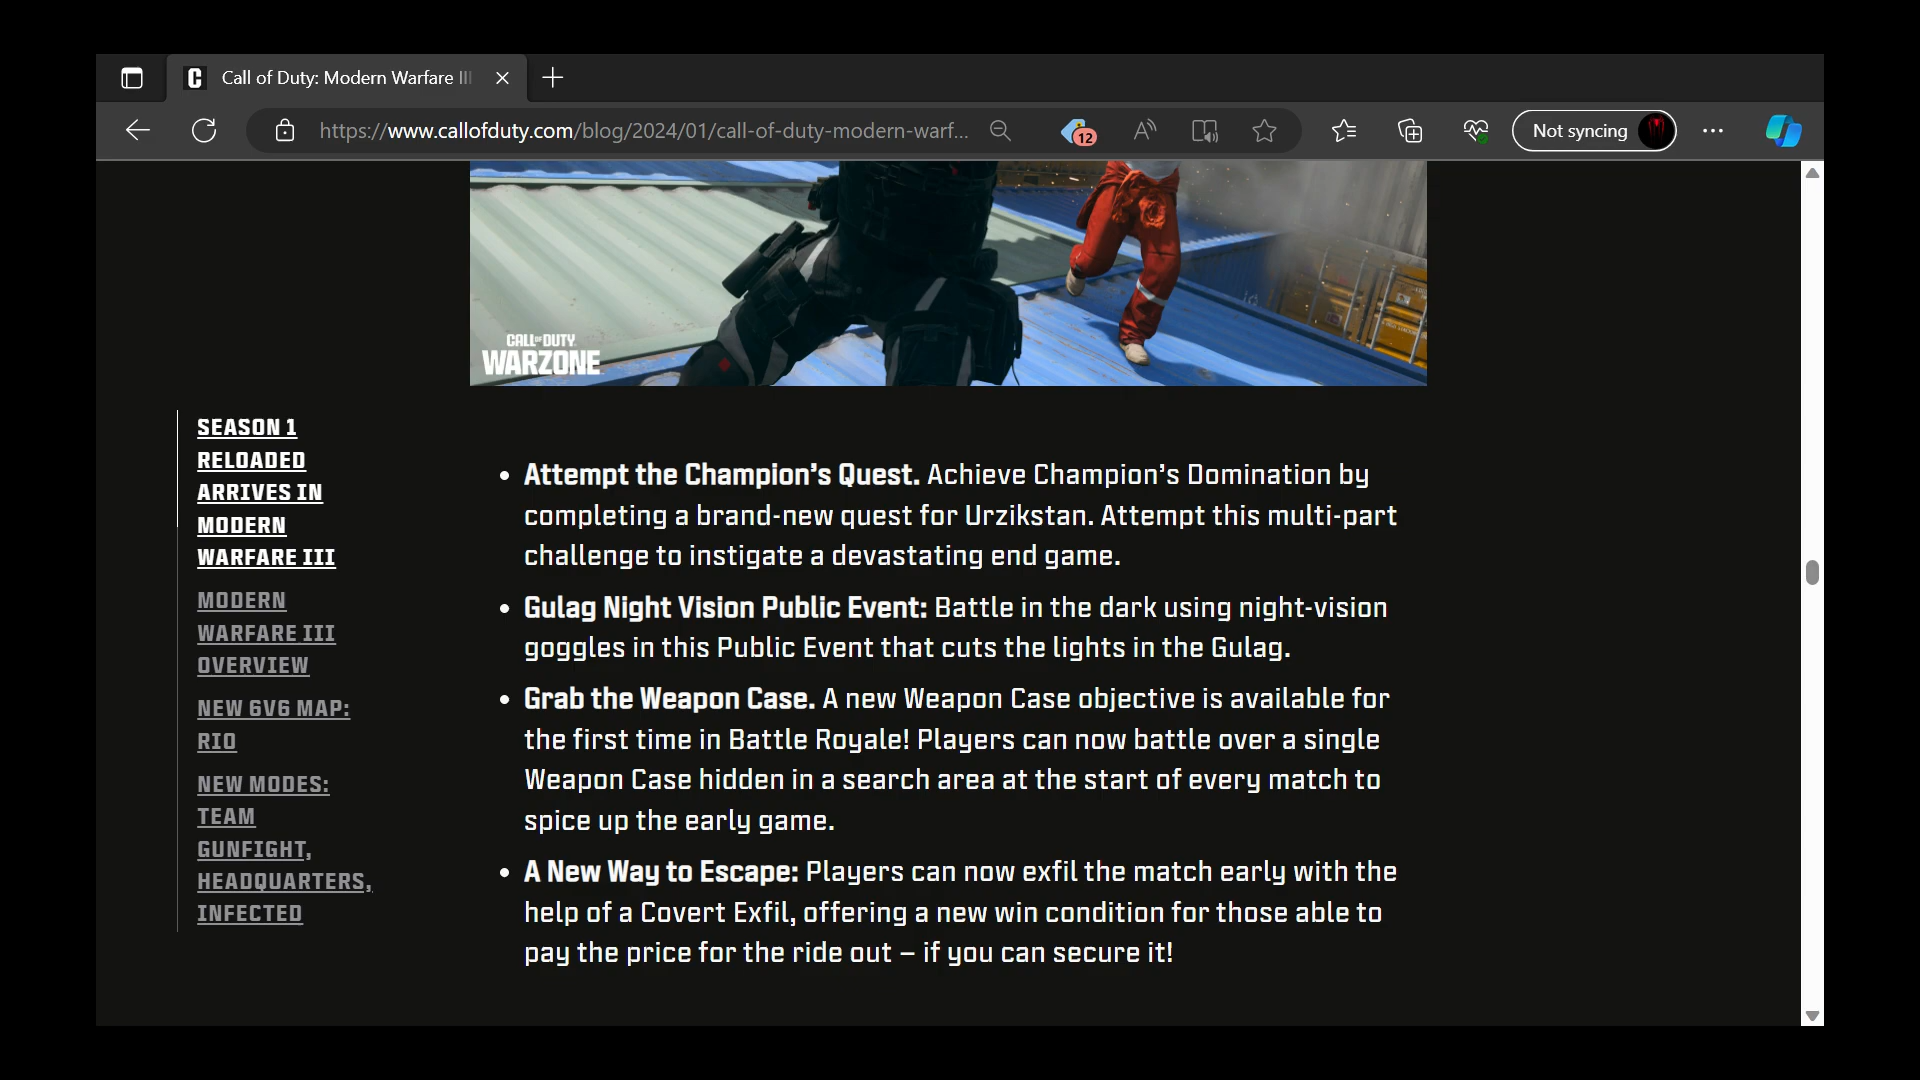 Call of Duty: Modern Warfare III
https://www.callofduty.com/blog/2024/01/call-of-duty-modern-warf...
12
Not syncing
CALL OF DUTY
WARZONE
SEASON 1
RELOADED
ARRIVES IN
MODERN
WARFARE III
MODERN
WARFARE III
OVERVIEW
NEW 6V6 MAP:
RIO
NEW MODES:
TEAM
GUNFIGHT,
HEADQUARTERS,
INFECTED
• Attempt the Champion’s Quest. Achieve Champion’s Domination by
completing a brand-new quest for Urzikstan. Attempt this multi-part
challenge to instigate a devastating end game.
• Gulag Night Vision Public Event: Battle in the dark using night-vision
goggles in this Public Event that cuts the lights in the Gulag.
• Grab the Weapon Case. A new Weapon Case objective is available for
the first time in Battle Royale! Players can now battle over a single
Weapon Case hidden in a search area at the start of every match to
spice up the early game.
• A New Way to Escape: Players can now exfil the match early with the
help of a Covert Exfil, offering a new win condition for those able to
pay the price for the ride out – if you can secure it!